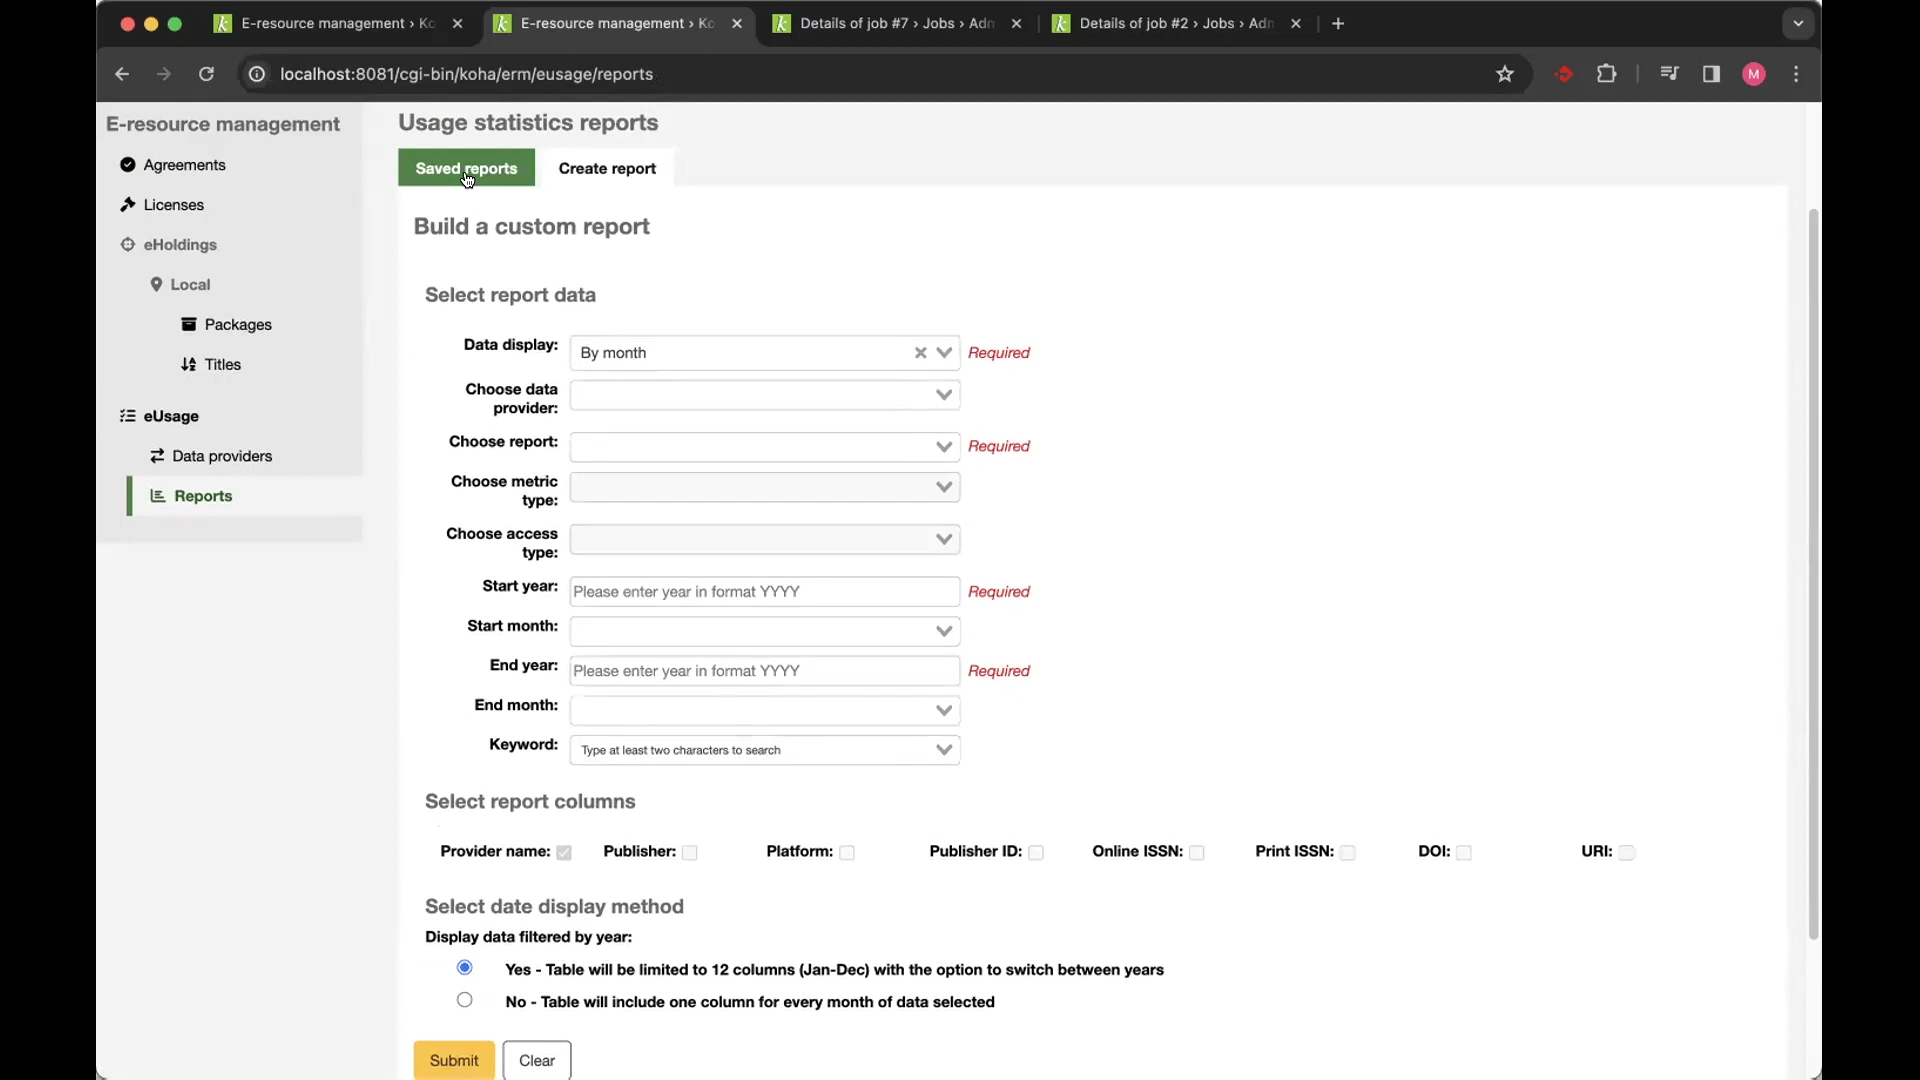 E-resource management › Ko
E-resource management › Ko
Details of job #7 › Jobs › Adm
Details of job #2 › Jobs › Adm
localhost:8081/cgi-bin/koha/erm/eusage/reports
M
E-resource management
Agreements
Licenses
eHoldings
Local
Packages
Titles
eUsage
Data providers
Reports
Usage statistics reports
Saved reports
Create report
Build a custom report
Select report data
Data display:
By month
Required
Choose data
provider:
Choose report:
Required
Choose metric
type:
Choose access
type:
Start year:
Please enter year in format YYYY
Required
Start month:
End year:
Please enter year in format YYYY
Required
End month:
Keyword:
Type at least two characters to search
Select report columns
Provider name:
Publisher:
Platform:
Publisher ID:
Online ISSN:
Print ISSN:
DOI:
URI:
Select date display method
Display data filtered by year:
Yes - Table will be limited to 12 columns (Jan-Dec) with the option to switch between years
No - Table will include one column for every month of data selected
Submit
Clear